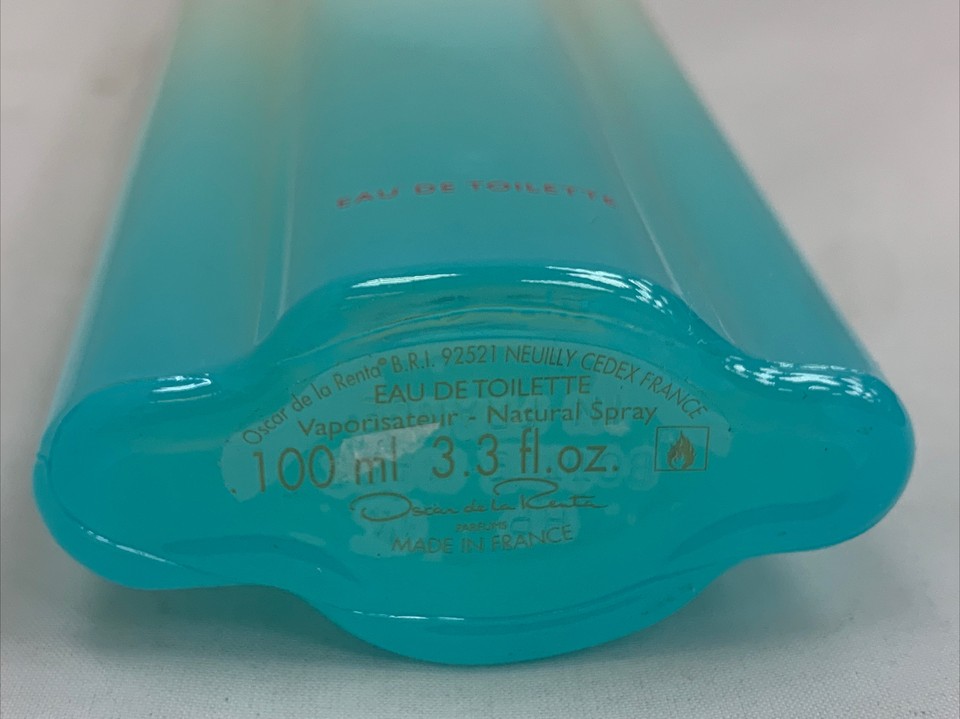 EAU DE TOILETTE
Oscar de la Renta® B.R.I. 92521 NEUILLY CEDEX FRANCE
EAU DE TOILETTE
Vaporisateur - Natural Spray
100 ml 3.3 fl.oz.
Oscar de la Renta
PARFUMS
MADE IN FRANCE